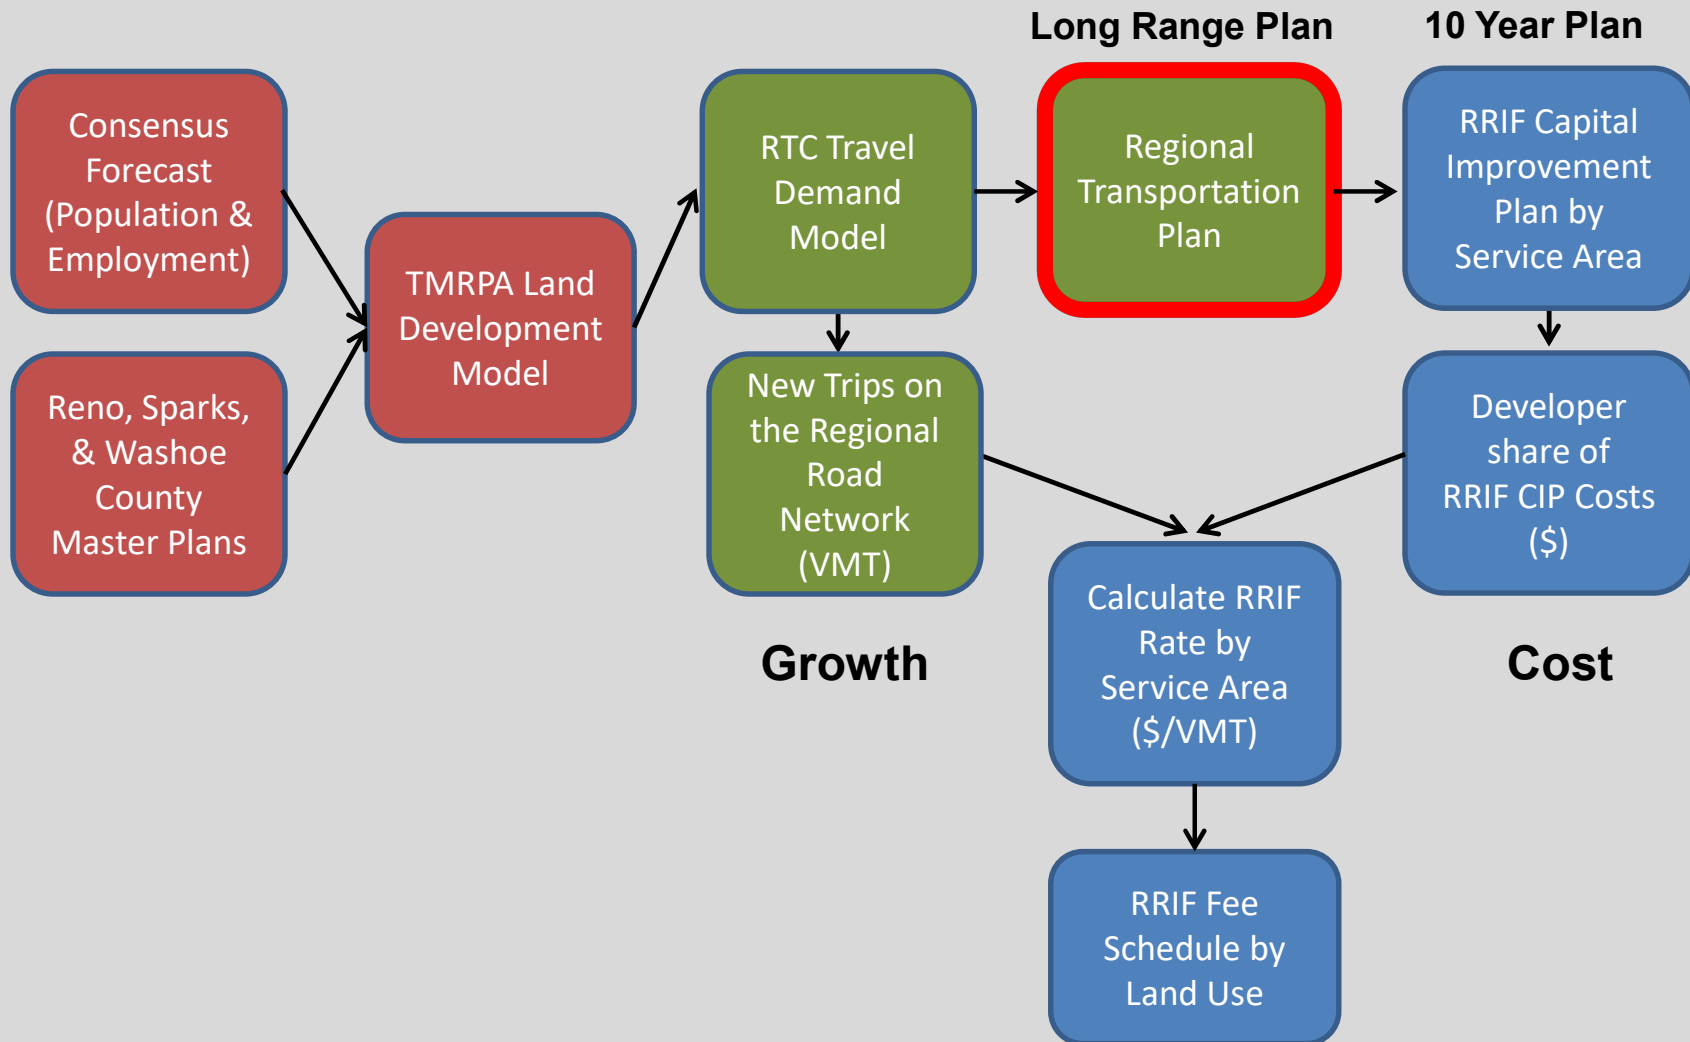 Long Range Plan
10 Year Plan
Consensus
Forecast
(Population &
Employment)
Reno, Sparks,
& Washoe
County
Master Plans
TMRPA Land
Development
Model
RTC Travel
Demand
Model
New Trips on
the Regional
Road
Network
(VMT)
Growth
Regional
Transportation
Plan
RRIF Capital
Improvement
Plan by
Service Area
Developer
share of
RRIF CIP Costs
($)
Cost
Calculate RRIF
Rate by
Service Area
($/VMT)
RRIF Fee
Schedule by
Land Use